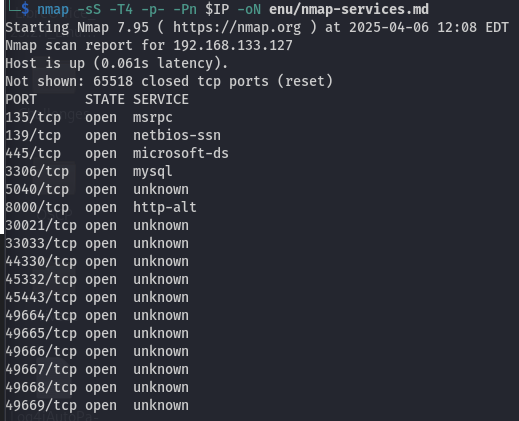 └─$ nmap -sS -T4 -p- -Pn $IP -oN enu/nmap-services.md
Starting Nmap 7.95 ( https://nmap.org ) at 2025-04-06 12:08 EDT
Nmap scan report for 192.168.133.127
Host is up (0.061s latency).
Not shown: 65518 closed tcp ports (reset)
PORT      STATE SERVICE
135/tcp   open  msrpc
139/tcp   open  netbios-ssn
445/tcp   open  microsoft-ds
3306/tcp  open  mysql
5040/tcp  open  unknown
8000/tcp  open  http-alt
30021/tcp open  unknown
33033/tcp open  unknown
44330/tcp open  unknown
45332/tcp open  unknown
45443/tcp open  unknown
49664/tcp open  unknown
49665/tcp open  unknown
49666/tcp open  unknown
49667/tcp open  unknown
49668/tcp open  unknown
49669/tcp open  unknown